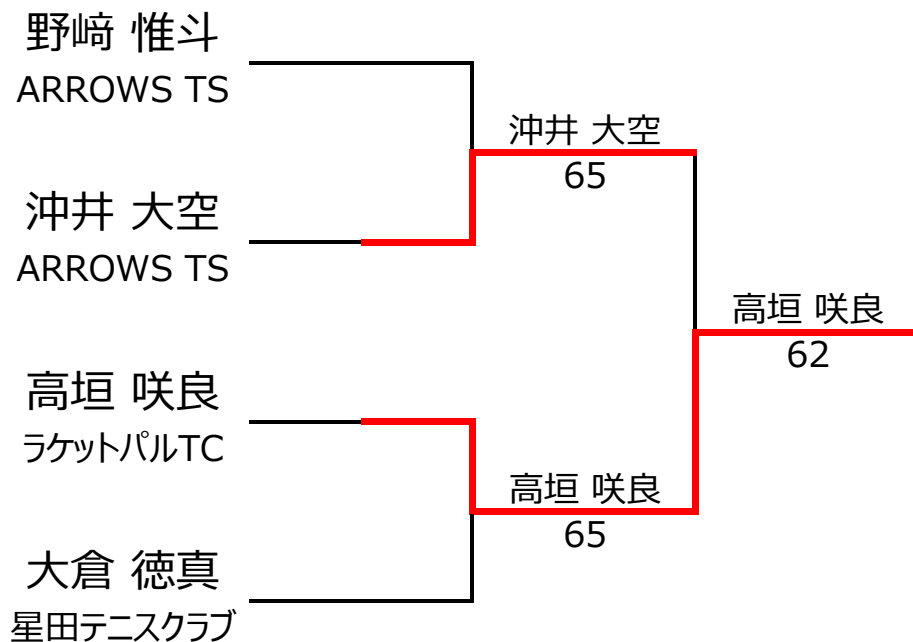 野﨑 惟斗
ARROWS TS
沖井 大空
65
沖井 大空
ARROWS TS
高垣 咲良
62
高垣 咲良
ラケットパルTC
高垣 咲良
65
大倉 徳真
星田テニスクラブ